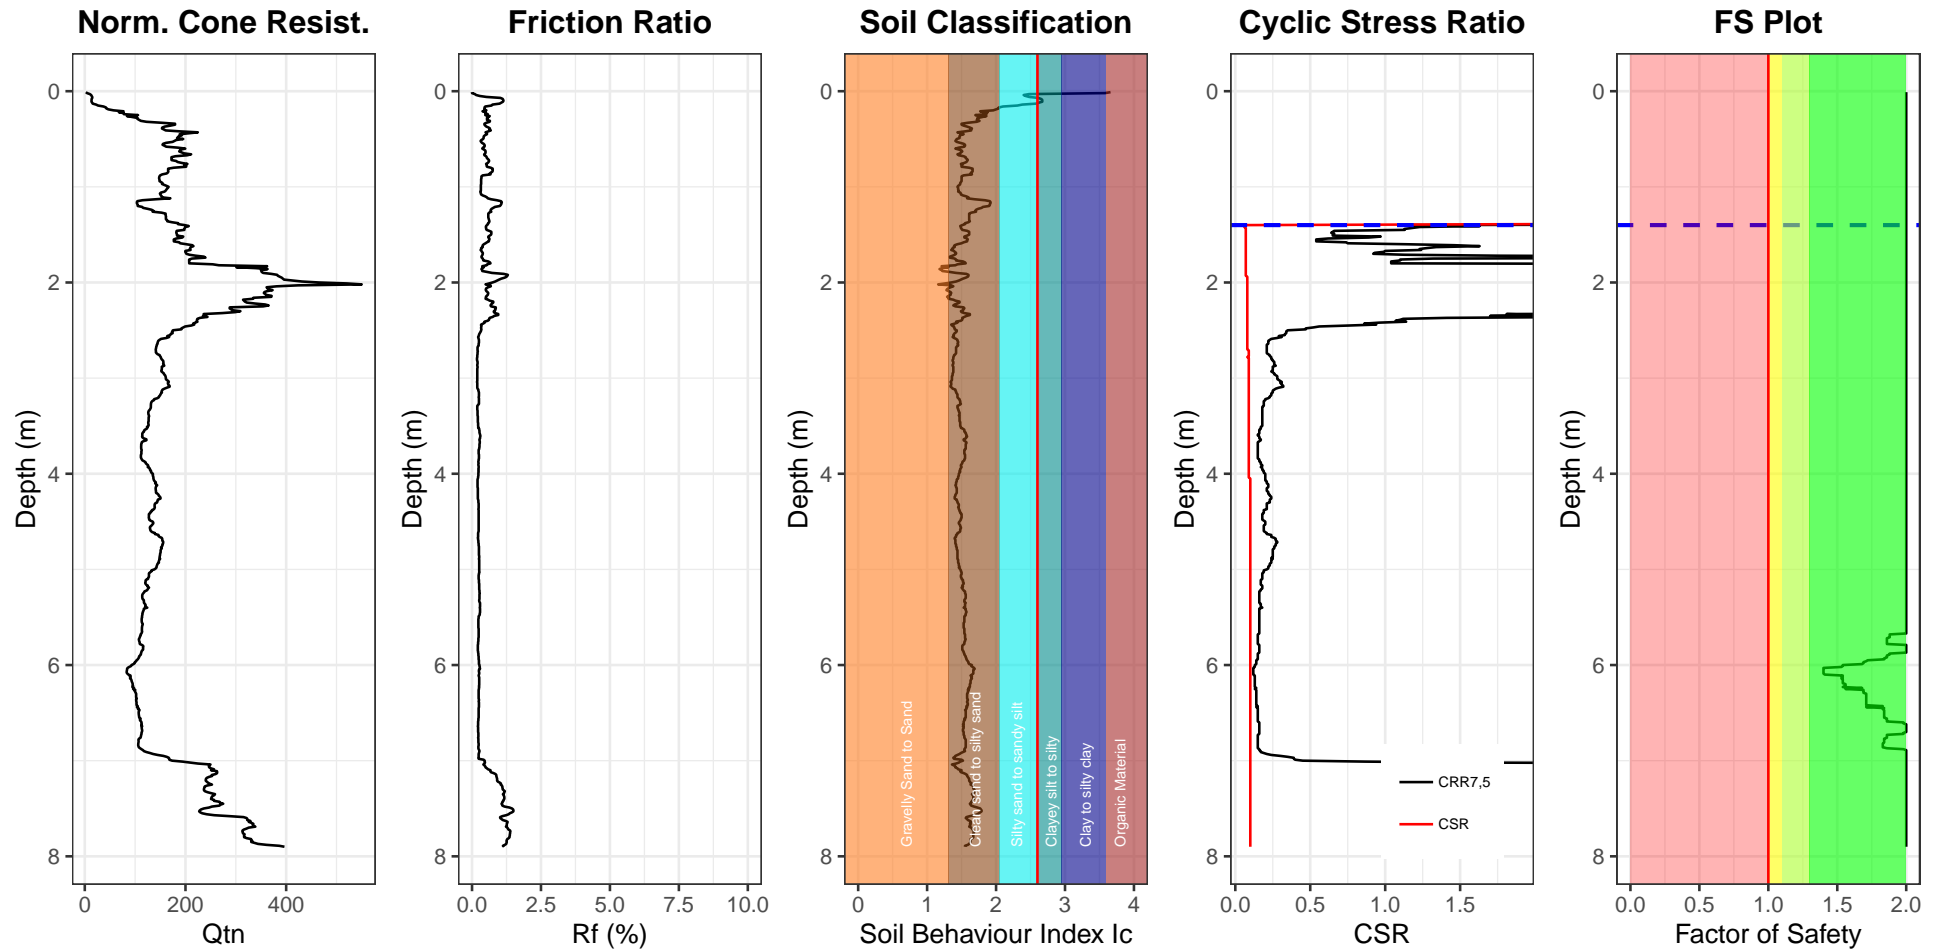 Norm. Cone Resist.
Friction Ratio
Soil Classification
Cyclic Stress Ratio
FS Plot
Depth (m)
0
2
4
6
8
0
200
400
Qtn
Depth (m)
0
2
4
6
8
0.0
2.5
5.0
7.5
10.0
Rf (%)
Depth (m)
0
2
4
6
8
Gravelly Sand to Sand
Clean sand to silty sand
Silty sand to sandy silt
Clayey silt to silty
Clay to silty clay
Organic Material
0
1
2
3
4
Soil Behaviour Index Ic
Depth (m)
0
2
4
6
8
CRR7,5
CSR
0.0
0.5
1.0
1.5
CSR
Depth (m)
0
2
4
6
8
0.0
0.5
1.0
1.5
2.0
Factor of Safety